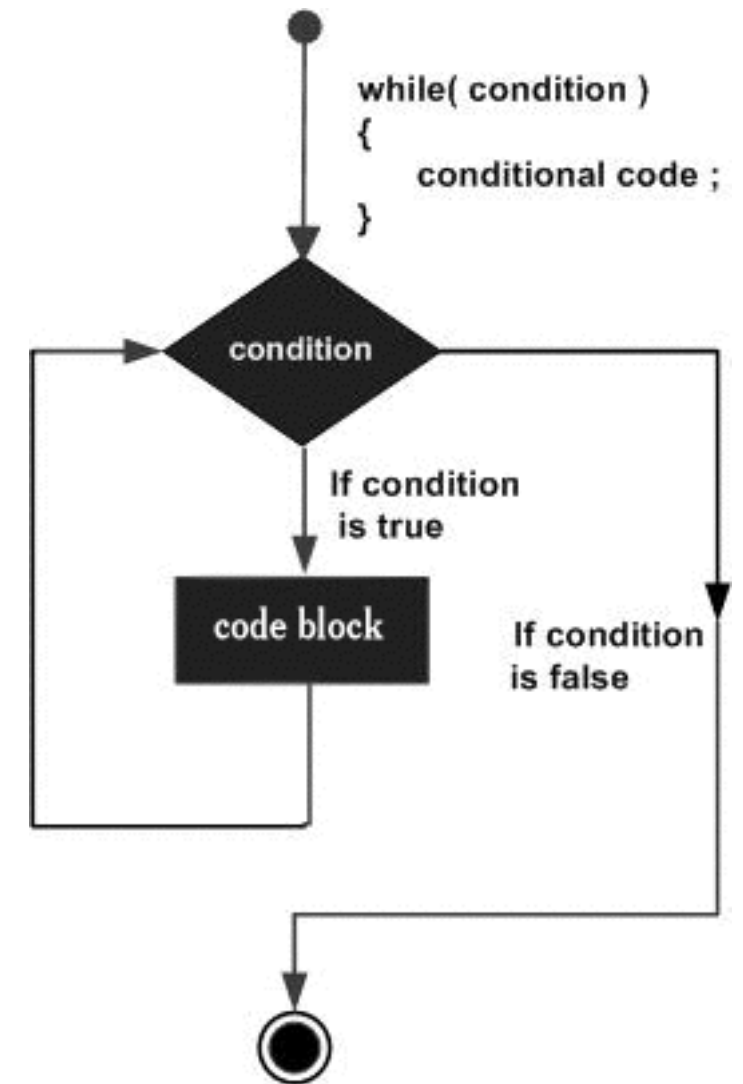 while( condition )
{
conditional code ;
}
condition
If condition
is true
code block
If condition
is false